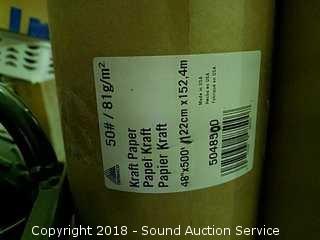 50# / 81g/m²
Kraft Paper
Papel Kraft
Papier Kraft
48"x500' /122cm x152,4m
Made in USA
Hecho en USA
Fabriqué en USA
5048500
Copyright 2018 - Sound Auction Service